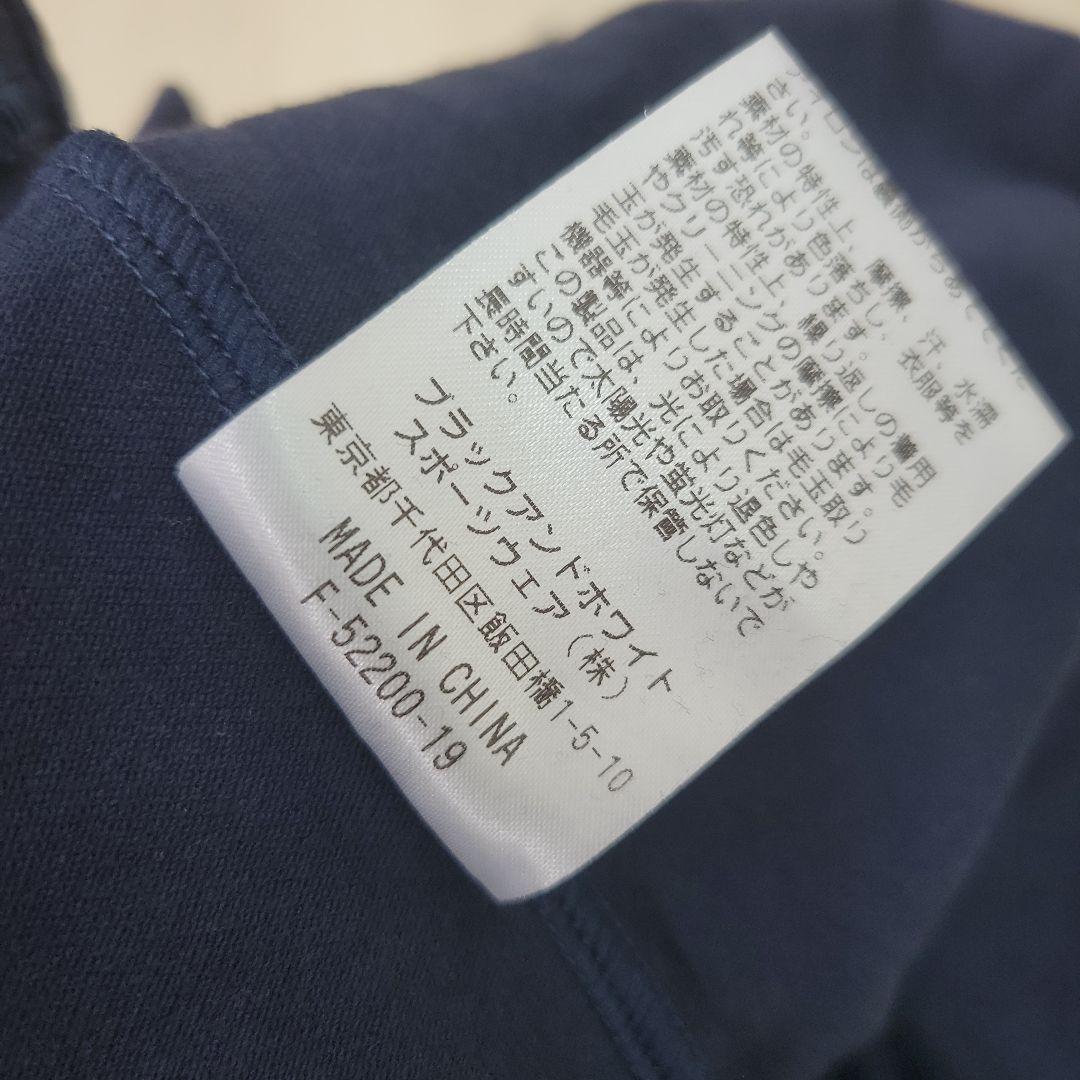 さい。
素材の特性上、摩擦、汗、水濡
れ等により色落ちし、衣服等を
汚す恐れがあります。
素材の特性上、繰り返しの着用
やクリーニングの摩擦により毛
玉が発生することがあります。
毛玉が発生した場合は毛玉取り
機器等によりお取りください。
この製品は、光により退色しや
すいので太陽光や蛍光灯などが
長時間当たる所で保管しないで
下さい。
ブラックアンドホワイト
スポーツウェア(株)
東京都千代田区飯田橋1-5-10
MADE IN CHINA
F-52200-19